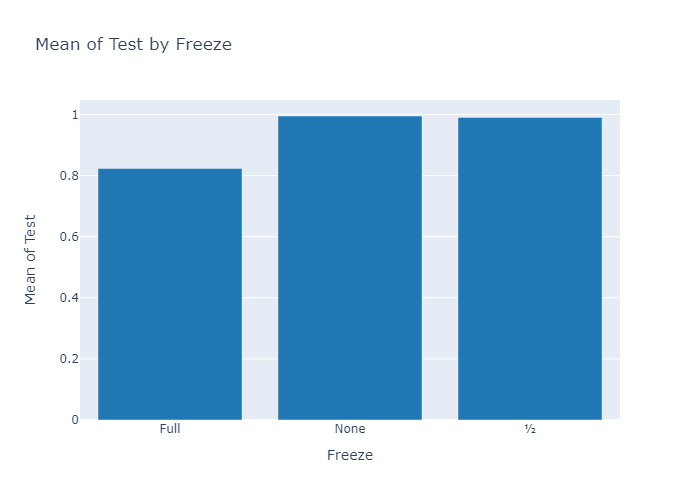 Mean of Test by Freeze
Mean of Test
1
0.8
0.6
0.4
0.2
0
Full
None
½
Freeze